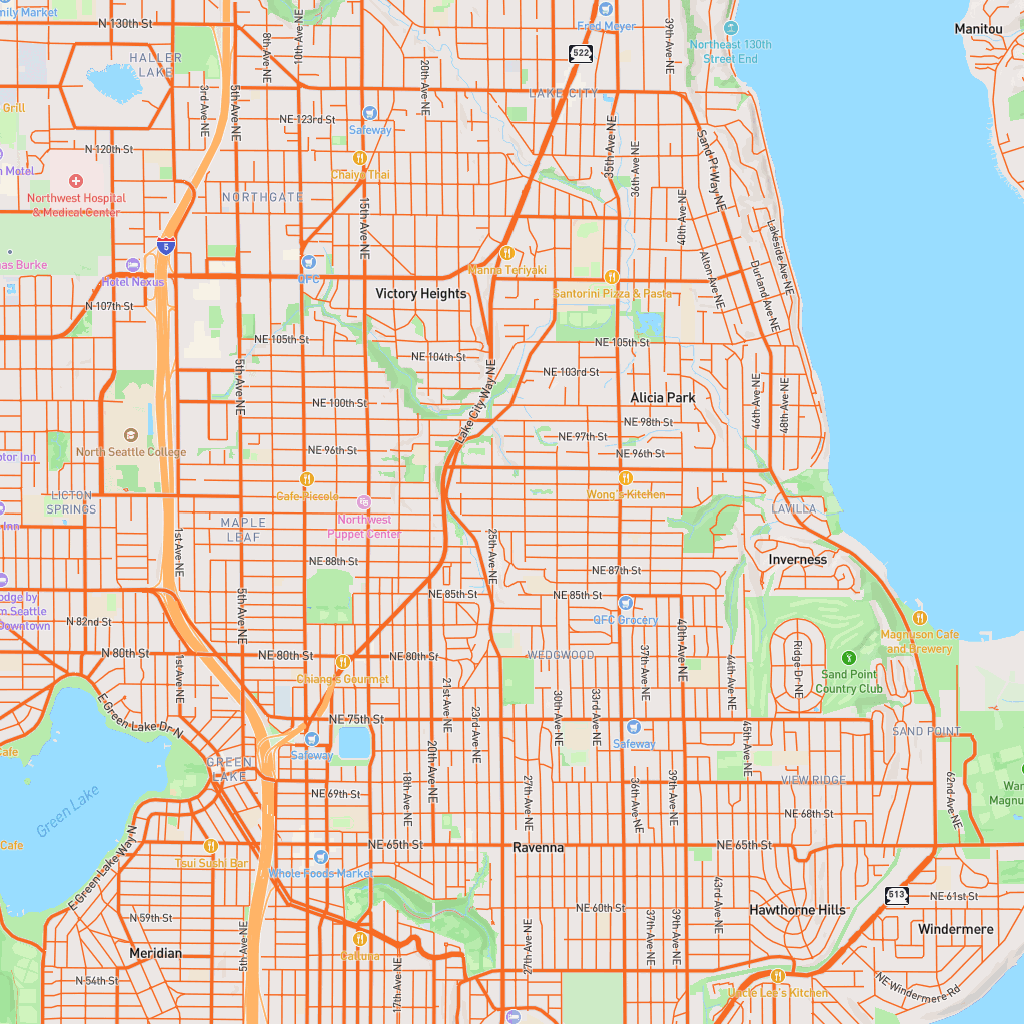 mily Market
N 130th St
8th Ave NE
10th Ave NE
20th Ave NE
Fred Meyer
522
39th Ave NE
Northeast 130th
Street End
Manitou
HALLER
LAKE
LAKE CITY
Grill
3rd Ave NE
5th Ave NE
Safeway
NE 123rd St
35th Ave NE
36th Ave NE
Sand Pt Way NE
N 120th St
Chaiyo Thai
n Motel
Northwest Hospital
& Medical Center
NORTHGATE
15th Ave NE
40th Ave NE
Lakeside Ave NE
5
as Burke
Hotel Nexus
QFC
Manna Teriyaki
Santorini Pizza & Pasta
Alton Ave NE
Durland Ave NE
Victory Heights
N 107th St
NE 105th St
NE 104th St
NE 105th St
5th Ave NE
NE 103rd St
Lake City Way NE
NE
46th Ave NE
48th Ave NE
NE 100th St
Alicia Park
NE 98th St
North Seattle College
NE 97th St
NE 96th St
NE 96th St
otor Inn
Cafe Piccolo
Wong's Kitchen
LICTON
SPRINGS
Northwest
Puppet Center
LAVILLA
Inn
MAPLE
LEAF
1st Ave NE
25th Ave NE
NE 88th St
NE 87th St
Inverness
odge by
m Seattle
Downtown
5th Ave NE
NE 85th St
NE 85th St
QFC Grocery
N 82nd St
40th Ave NE
Magnuson Cafe
and Brewery
N 80th St
NE 80th St
NE 80th St
WEDGWOOD
Ridge Dr NE
Sand Point
Country Club
1st Ave NE
Chiang's Gourmet
21st Ave NE
37th Ave NE
44th Ave NE
E Green Lake Dr N
NE 75th St
23rd Ave NE
30th Ave NE
33rd Ave NE
Safeway
45th Ave NE
SAND POINT
Cafe
Safeway
20th Ave NE
GREEN
LAKE
18th Ave NE
27th Ave NE
36th Ave NE
39th Ave NE
VIEW RIDGE
62nd Ave NE
War
Magnu
Green Lake
NE 69th St
NE 68th St
Cafe
E Green Lake Way N
Tsui Sushi Bar
NE 65th St
Ravenna
NE 65th St
Whole Foods Market
43rd Ave NE
513
NE 61st St
N 59th St
NE 60th St
Hawthorne Hills
5th Ave NE
37th Ave NE
39th Ave NE
Windermere
Meridian
Calluna
27th Ave NE
17th Ave NE
N 54th St
Uncle Lee's Kitchen
NE Windermere Rd